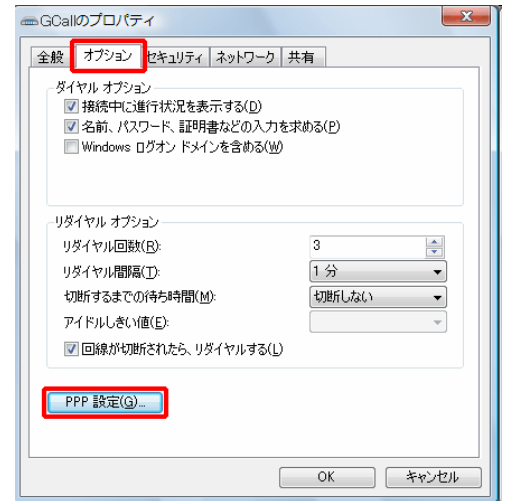 GCallのプロパティ
全般 オプション セキュリティ ネットワーク 共有
ダイヤル オプション
接続中に進行状況を表示する(D)
名前、パスワード、証明書などの入力を求める(P)
Windows ログオン ドメインを含める(W)
リダイヤル オプション
リダイヤル回数(R): 3
リダイヤル間隔(T): 1 分
切断するまでの待ち時間(M): 切断しない
アイドルしきい値(E):
回線が切断されたら、リダイヤルする(L)
PPP 設定(G)...
OK キャンセル